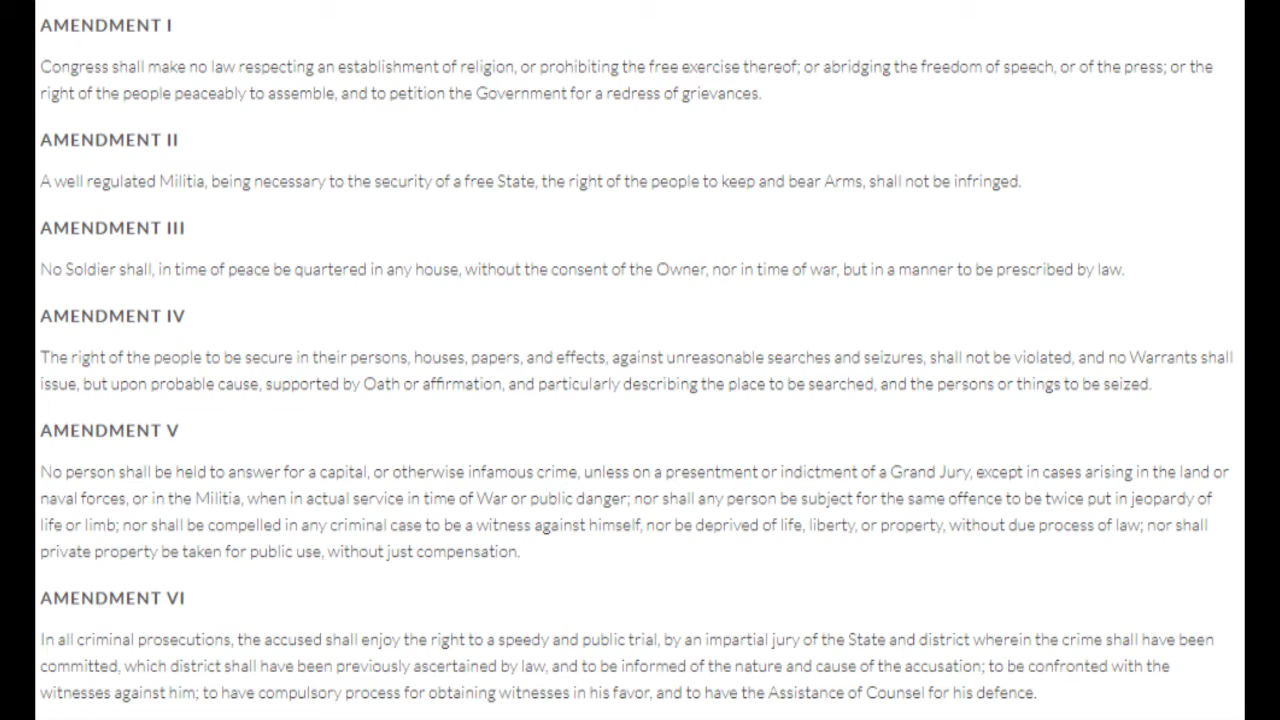 AMENDMENT I
Congress shall make no law respecting an establishment of religion, or prohibiting the free exercise thereof; or abridging the freedom of speech, or of the press; or the
right of the people peaceably to assemble, and to petition the Government for a redress of grievances.
AMENDMENT II
A well regulated Militia, being necessary to the security of a free State, the right of the people to keep and bear Arms, shall not be infringed.
AMENDMENT III
No Soldier shall, in time of peace be quartered in any house, without the consent of the Owner, nor in time of war, but in a manner to be prescribed by law.
AMENDMENT IV
The right of the people to be secure in their persons, houses, papers, and effects, against unreasonable searches and seizures, shall not be violated, and no Warrants shall
issue, but upon probable cause, supported by Oath or affirmation, and particularly describing the place to be searched, and the persons or things to be seized.
AMENDMENT V
No person shall be held to answer for a capital, or otherwise infamous crime, unless on a presentment or indictment of a Grand Jury, except in cases arising in the land or
naval forces, or in the Militia, when in actual service in time of War or public danger; nor shall any person be subject for the same offence to be twice put in jeopardy of
life or limb; nor shall be compelled in any criminal case to be a witness against himself, nor be deprived of life, liberty, or property, without due process of law; nor shall
private property be taken for public use, without just compensation.
AMENDMENT VI
In all criminal prosecutions, the accused shall enjoy the right to a speedy and public trial, by an impartial jury of the State and district wherein the crime shall have been
committed, which district shall have been previously ascertained by law, and to be informed of the nature and cause of the accusation; to be confronted with the
witnesses against him; to have compulsory process for obtaining witnesses in his favor, and to have the Assistance of Counsel for his defence.